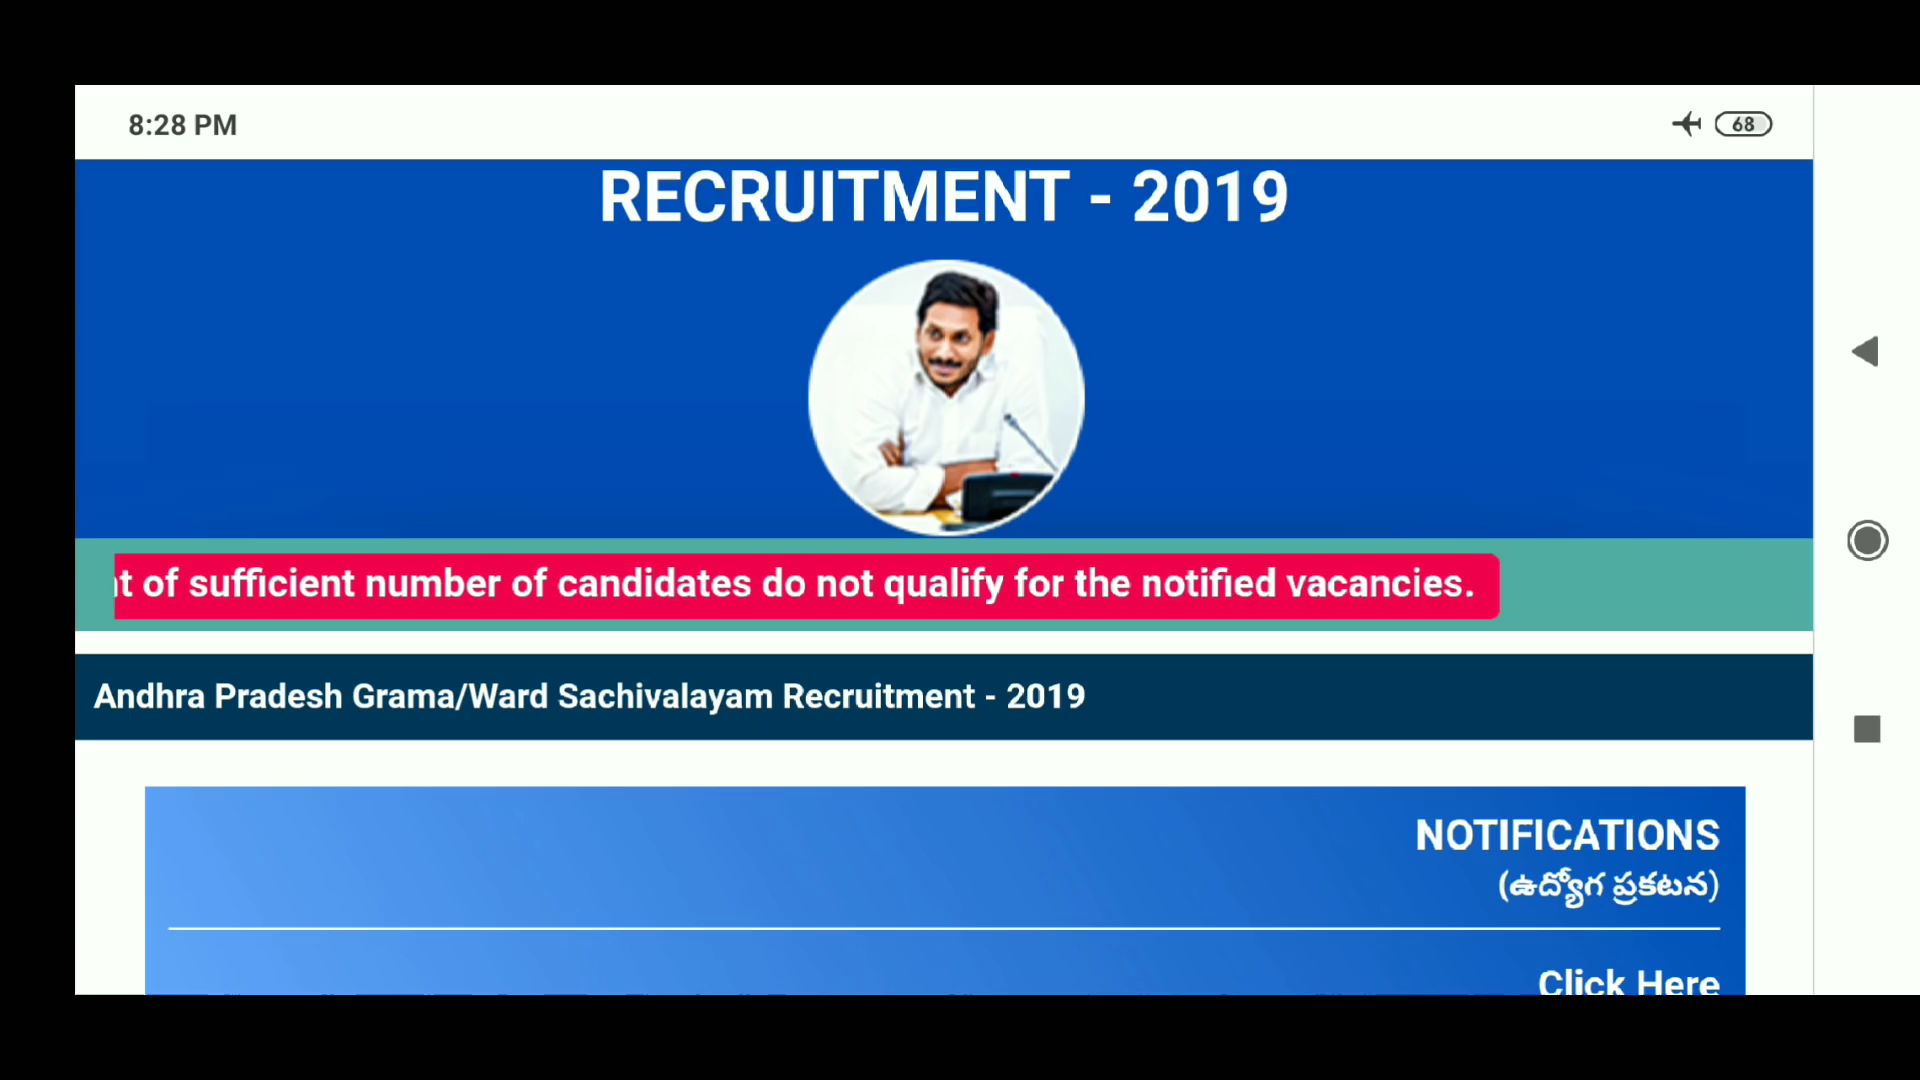 8:28 PM
68
RECRUITMENT - 2019
of sufficient number of candidates do not qualify for the notified vacancies.
Andhra Pradesh Grama/Ward Sachivalayam Recruitment - 2019
NOTIFICATIONS
(ఉద్యోగ ప్రకటన)
Click Here